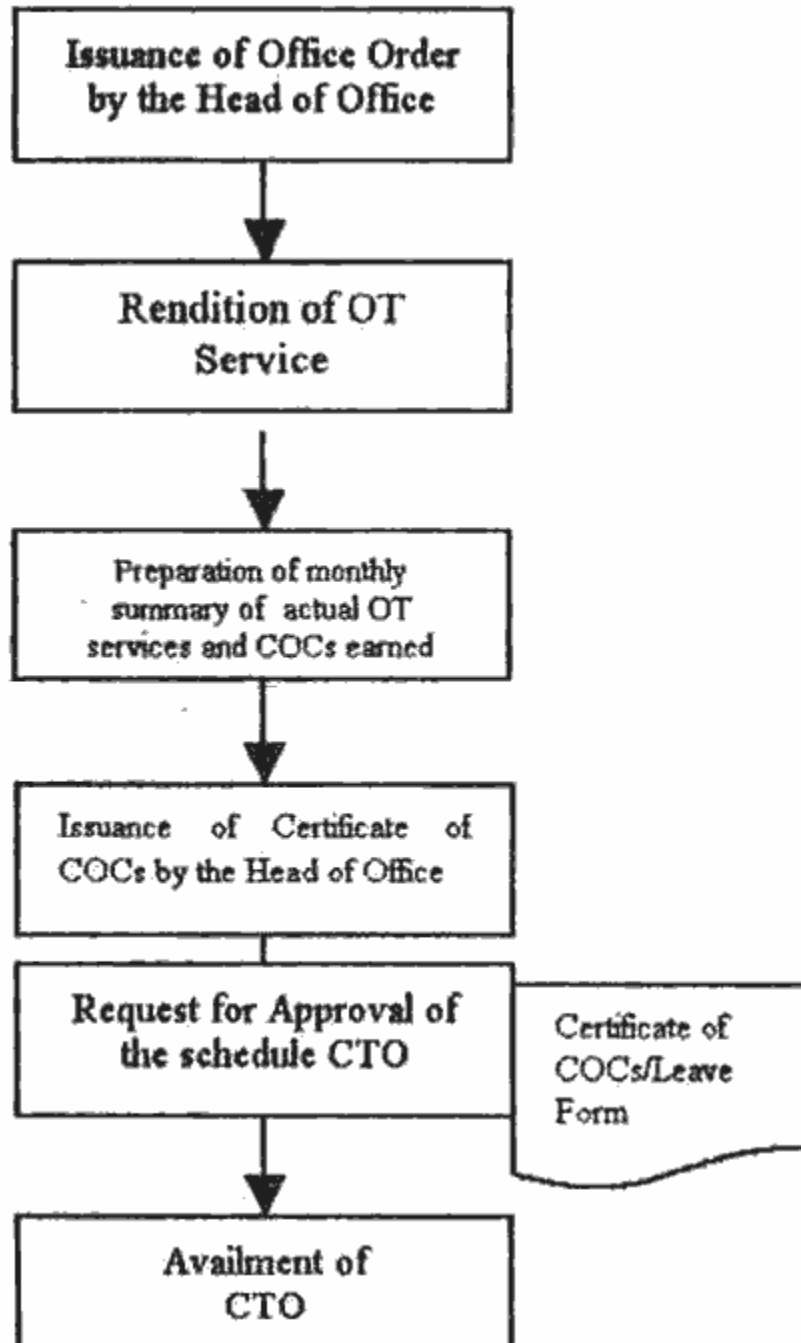 Issuance of Office Order
by the Head of Office
Rendition of OT
Service
Preparation of monthly
summary of actual OT
services and COCs earned
Issuance of Certificate of
COCs by the Head of Office
Request for Approval of
the schedule CTO
Certificate of
COCs/Leave
Form
Availment of
CTO